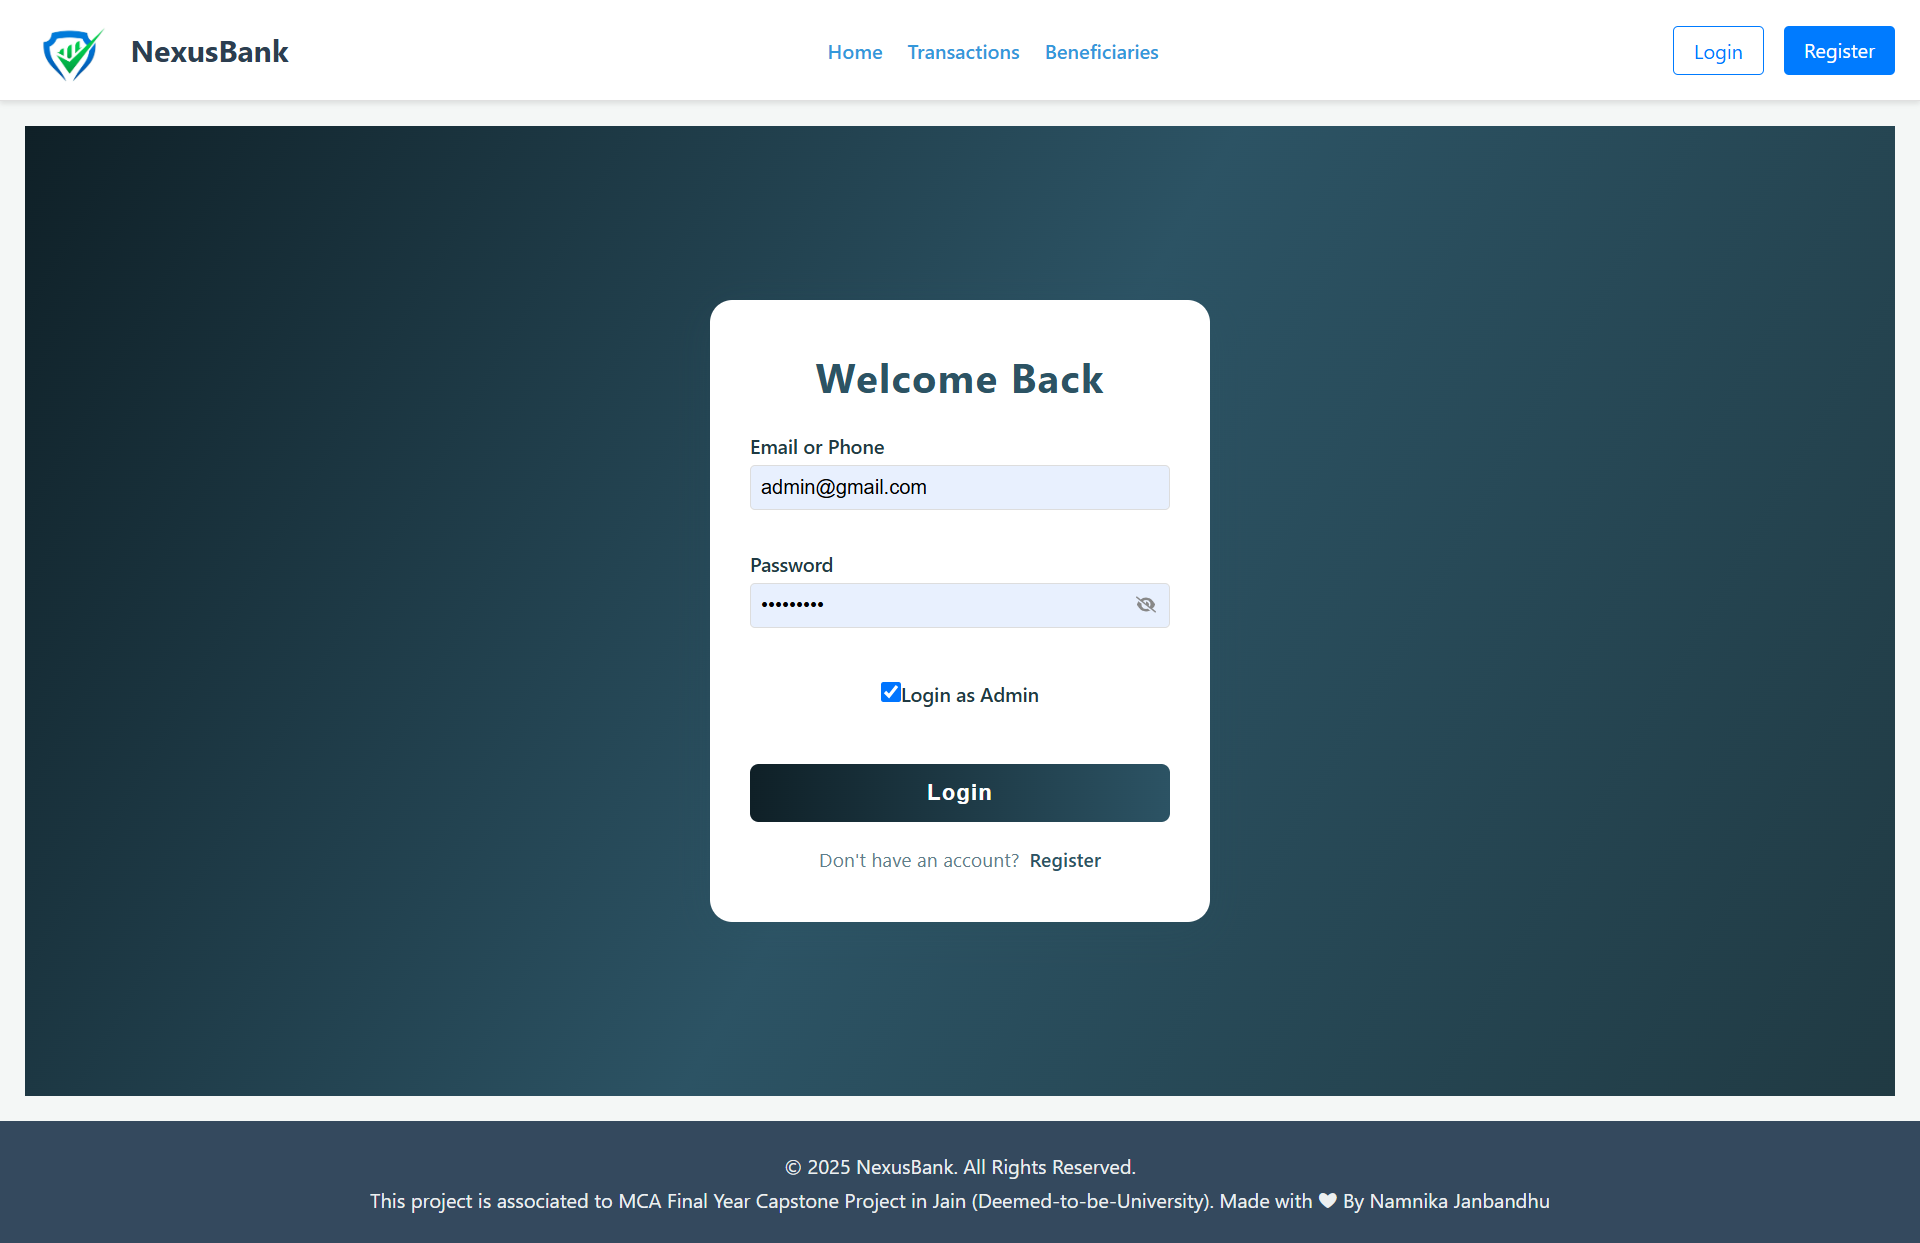 NexusBank
Home Transactions Beneficiaries
Login Register
Welcome Back
Email or Phone
admin@gmail.com
Password
•••••••••
Login as Admin
Login
Don't have an account? Register
© 2025 NexusBank. All Rights Reserved.
This project is associated to MCA Final Year Capstone Project in Jain (Deemed-to-be-University). Made with ❤ By Namnika Janbandhu